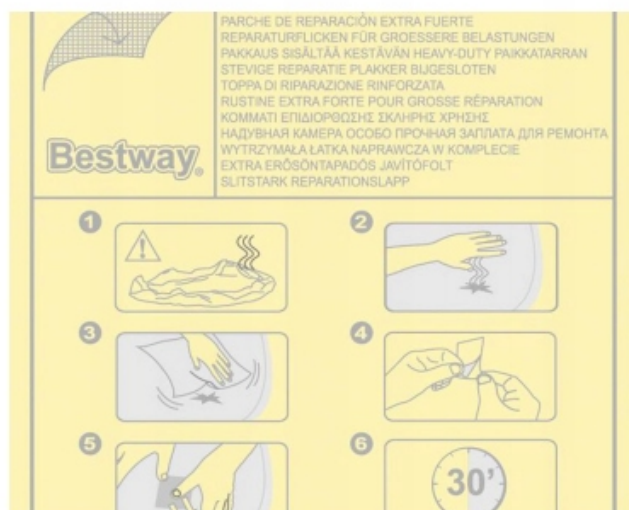 PARCHE DE REPARACIÓN EXTRA FUERTE
REPARATURFLICKEN FÜR GROESSERE BELASTUNGEN
PAKKAUS SISÄLTÄÄ KESTÄVÄN HEAVY-DUTY PAIKKATARRAN
STEVIGE REPARATIE PLAKKER BIJGESLOTEN
TOPPA DI RIPARAZIONE RINFORZATA
RUSTINE EXTRA FORTE POUR GROSSE RÉPARATION
ΚΟΜΜΑΤΙ ΕΠΙΔΙΟΡΘΩΣΗΣ ΣΚΛΗΡΗΣ ΧΡΗΣΗΣ
НАДУВНАЯ КАМЕРА ОСОБО ПРОЧНАЯ ЗАПЛАТА ДЛЯ РЕМОНТА
WYTRZYMAŁA ŁATKA NAPRAWCZA W KOMPLECIE
EXTRA ERŐSÖNTAPADÓS JAVÍTÓFOLT
SLITSTARK REPARATIONSLAPP
Bestway®
1
2
3
4
5
6
30'